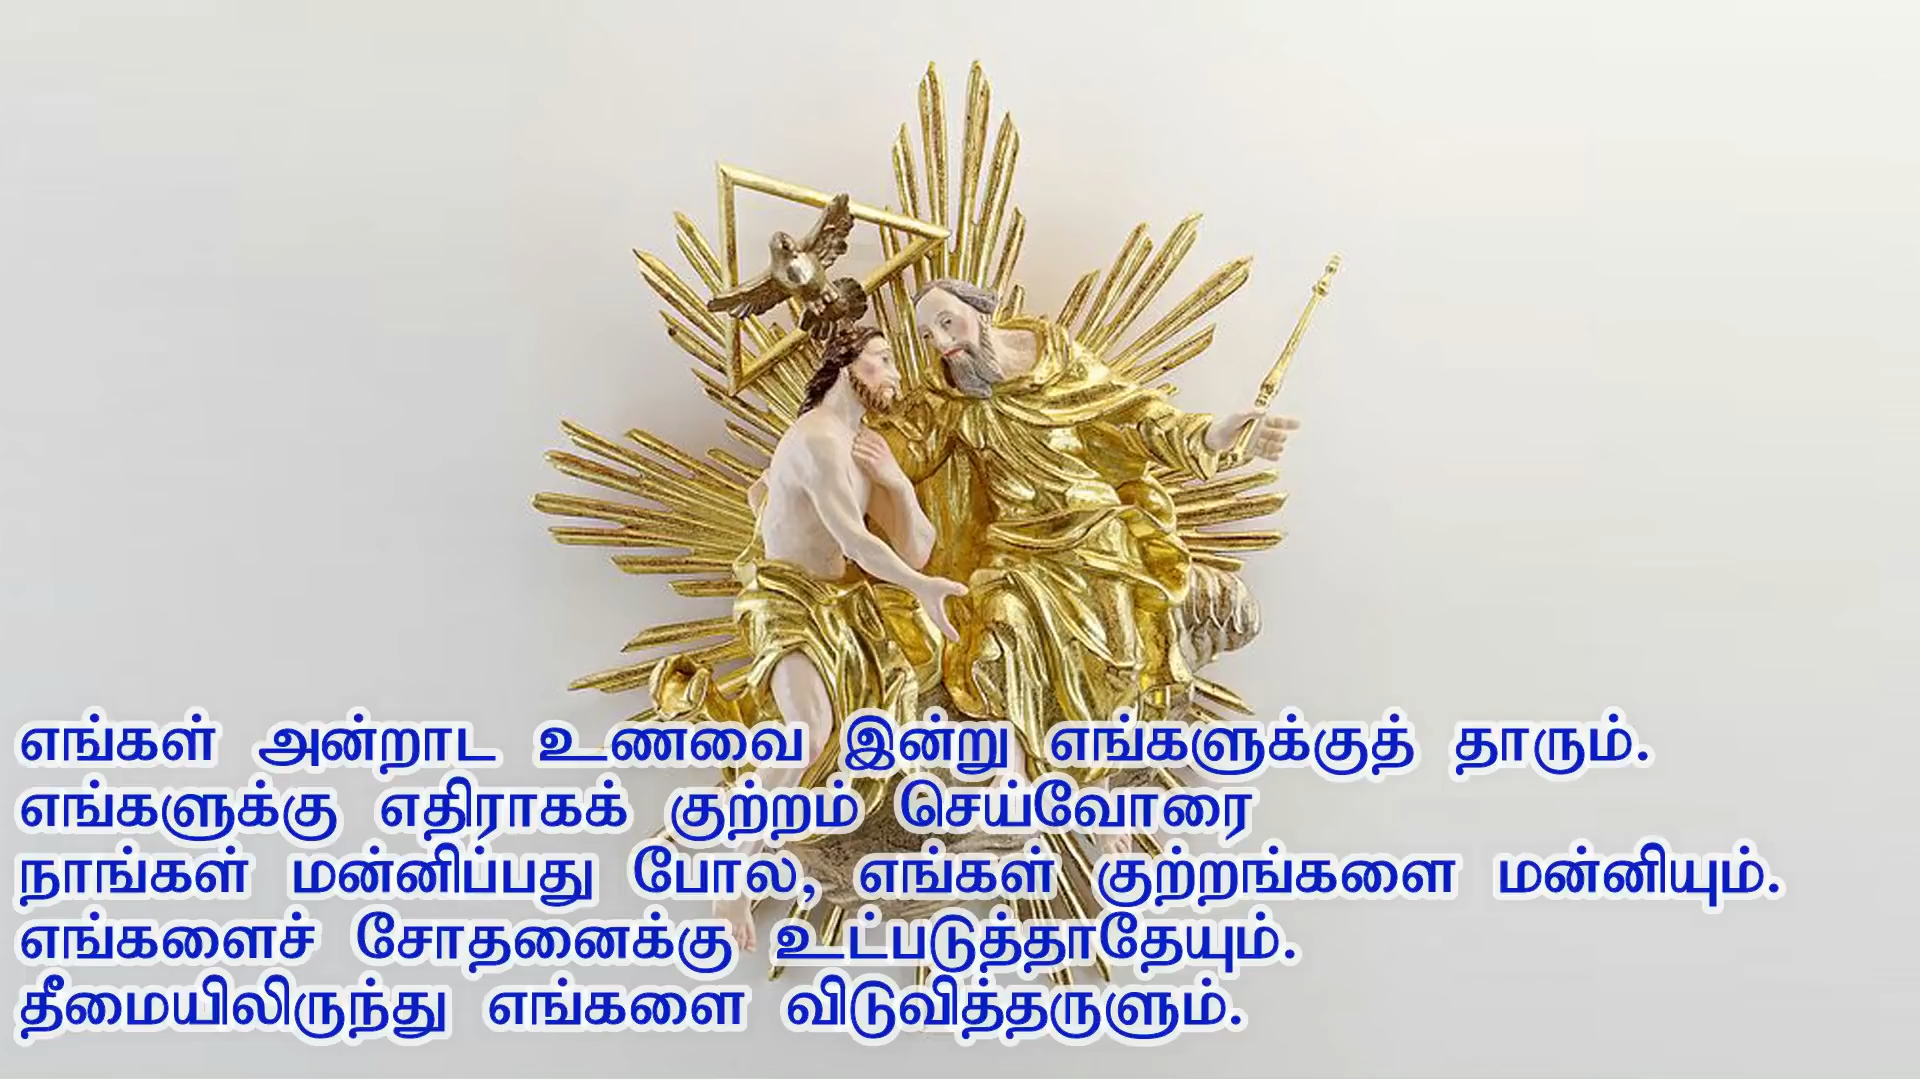 எங்கள் அன்றாட உணவை இன்று எங்களுக்குத் தாரும்.
எங்களுக்கு எதிராகக் குற்றம் செய்வோரை
நாங்கள் மன்னிப்பது போல, எங்கள் குற்றங்களை மன்னியும்.
எங்களைச் சோதனைக்கு உட்படுத்தாதேயும்.
தீமையிலிருந்து எங்களை விடுவித்தருளும்.